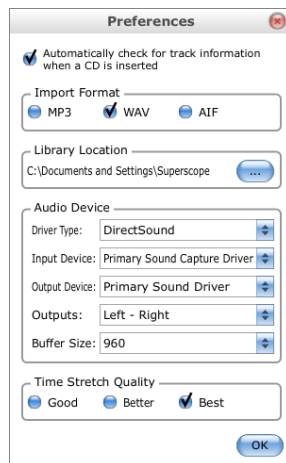 Preferences
Automatically check for track information
when a CD is inserted
Import Format
MP3 WAV AIF
Library Location
C:\Documents and Settings\Superscope ...
Audio Device
Driver Type: DirectSound
Input Device: Primary Sound Capture Driver
Output Device: Primary Sound Driver
Outputs: Left - Right
Buffer Size: 960
Time Stretch Quality
Good Better Best
OK